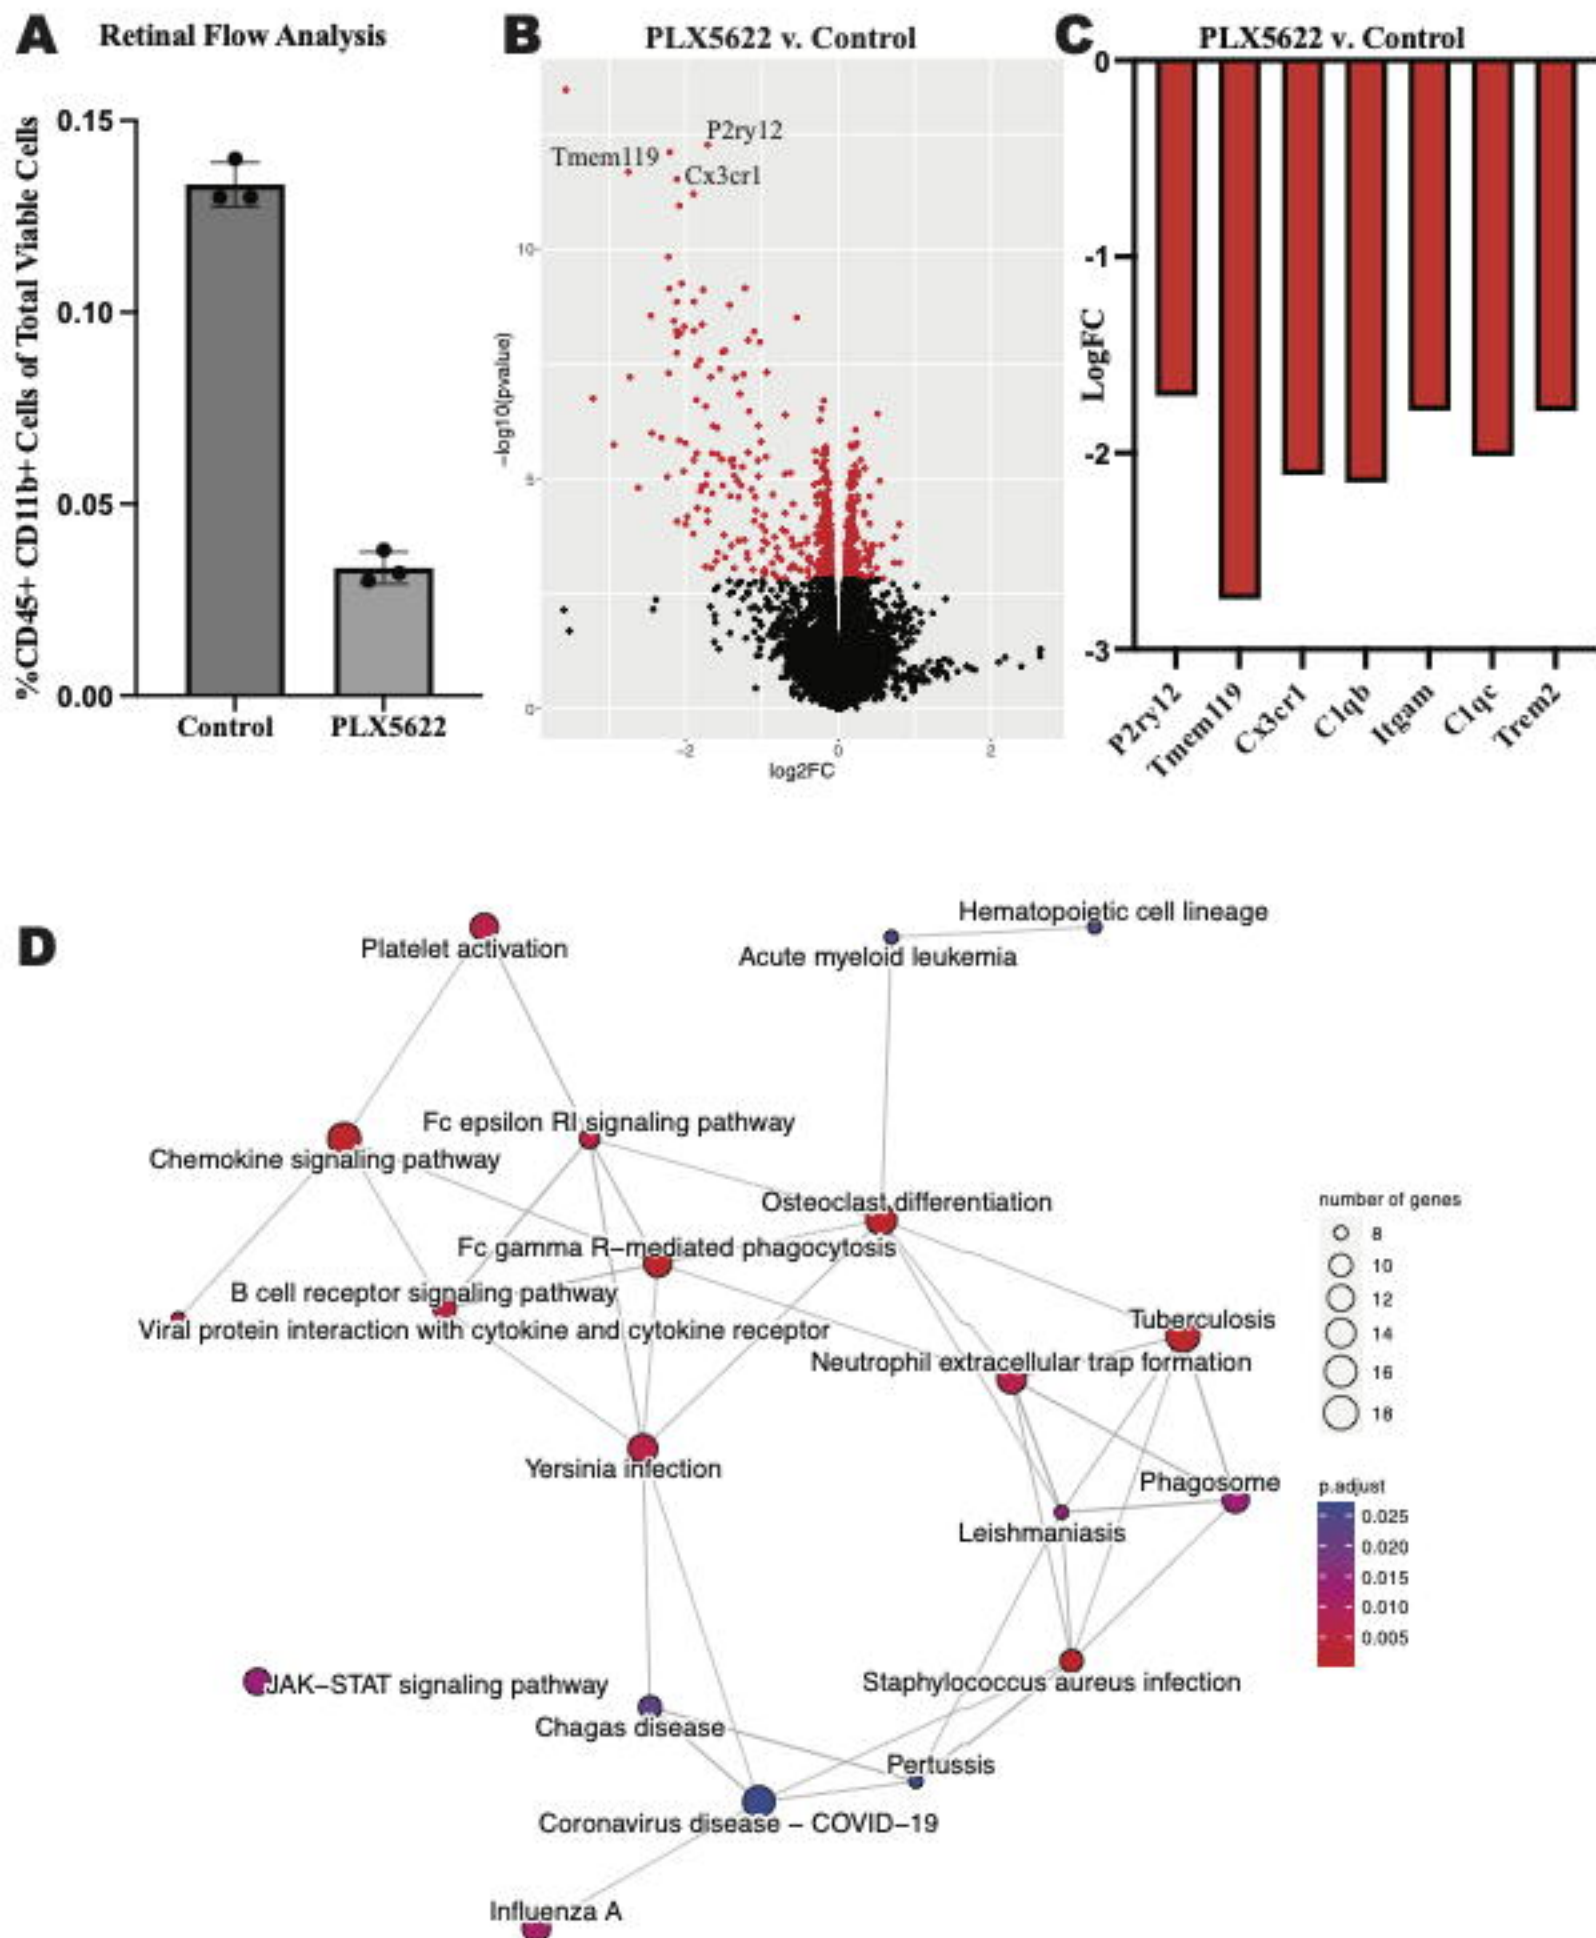 A Retinal Flow Analysis
%CD45+ CD11b+ Cells of Total Viable Cells
0.15
0.10
0.05
0.00
Control PLX5622
B PLX5622 v. Control
P2ry12
Tmem119
Cx3cr1
-log10(pvalue)
10
5
0
-2 0 2
log2FC
C PLX5622 v. Control
LogFC
0
-1
-2
-3
P2ry12 Tmem119 Cx3cr1 C1qb Itgam C1qc Trem2
D
Hematopoietic cell lineage
Platelet activation
Acute myeloid leukemia
Fc epsilon RI signaling pathway
Chemokine signaling pathway
Osteoclast differentiation
Fc gamma R−mediated phagocytosis
B cell receptor signaling pathway
Viral protein interaction with cytokine and cytokine receptor
Tuberculosis
Neutrophil extracellular trap formation
Yersinia infection
Phagosome
Leishmaniasis
Staphylococcus aureus infection
JAK−STAT signaling pathway
Chagas disease
Pertussis
Coronavirus disease − COVID−19
Influenza A
number of genes
8
10
12
14
16
18
p.adjust
0.025
0.020
0.015
0.010
0.005